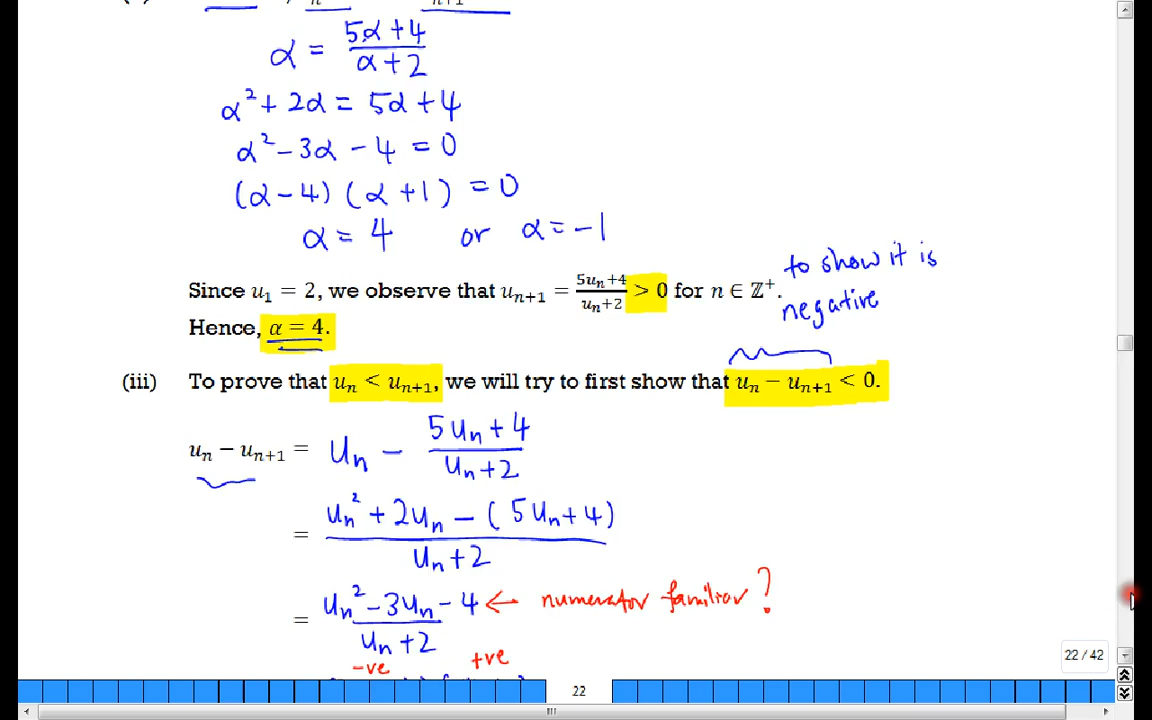 α = (5α + 4)/(α + 2)
α² + 2α = 5α + 4
α² − 3α − 4 = 0
(α − 4) (α + 1) = 0
α = 4 or α = −1
to show it is
negative
Since u₁ = 2, we observe that uₙ₊₁ = (5uₙ+4)/(uₙ+2) > 0 for n ∈ ℤ⁺.
Hence, α = 4.
(iii) To prove that uₙ < uₙ₊₁, we will try to first show that uₙ − uₙ₊₁ < 0.
uₙ − uₙ₊₁ = uₙ − (5uₙ + 4)/(uₙ + 2)
= (uₙ² + 2uₙ − (5uₙ + 4))/(uₙ + 2)
= (uₙ² − 3uₙ − 4)/(uₙ + 2) ← numerator familiar?
−ve +ve
22 / 42
22